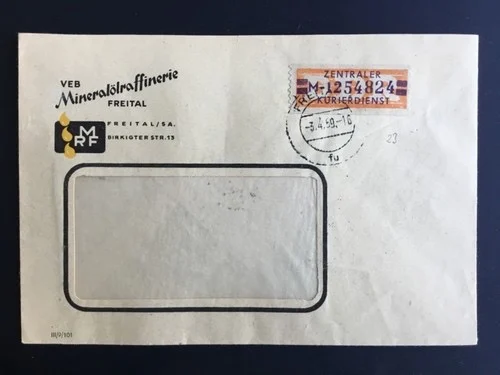 VEB
Mineralölraffinerie
FREITAL
FREITAL/SA.
BIRKIGTER STR. 13
M
RF
ZENTRALER
M-1254824
KURIERDIENST
-3.4.59.-16
fu
23
III/9/101